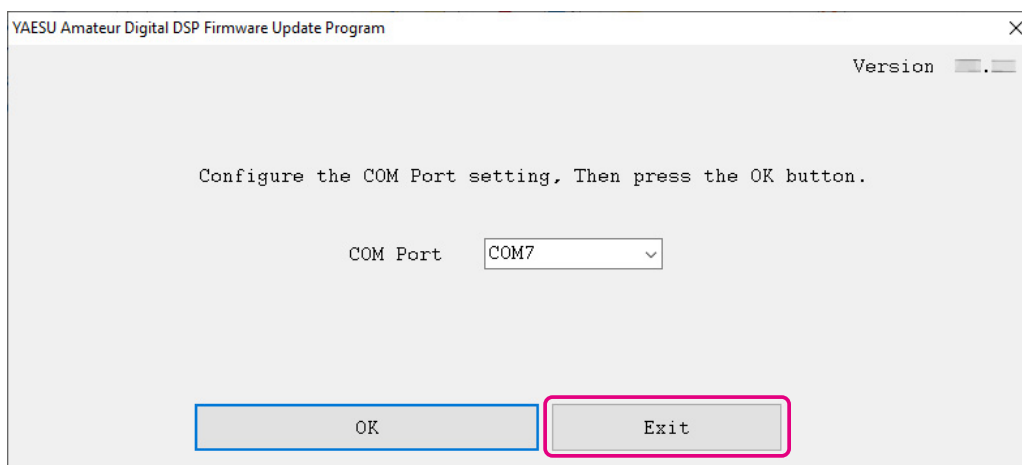 YAESU Amateur Digital DSP Firmware Update Program
Version
Configure the COM Port setting, Then press the OK button.
COM Port COM7
OK Exit